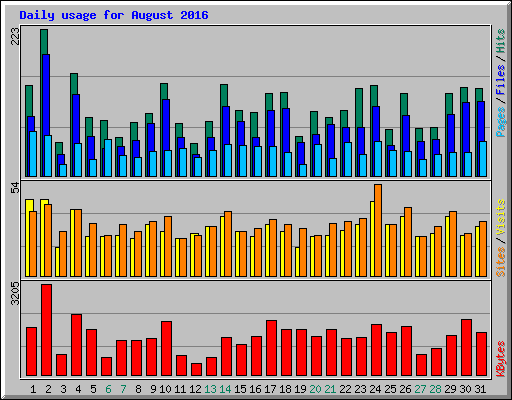 Daily usage for August 2016
223
Pages/Files/Hits
54
Sites/Visits
3205
KBytes
1 2 3 4 5 6 7 8 9 10 11 12 13 14 15 16 17 18 19 20 21 22 23 24 25 26 27 28 29 30 31